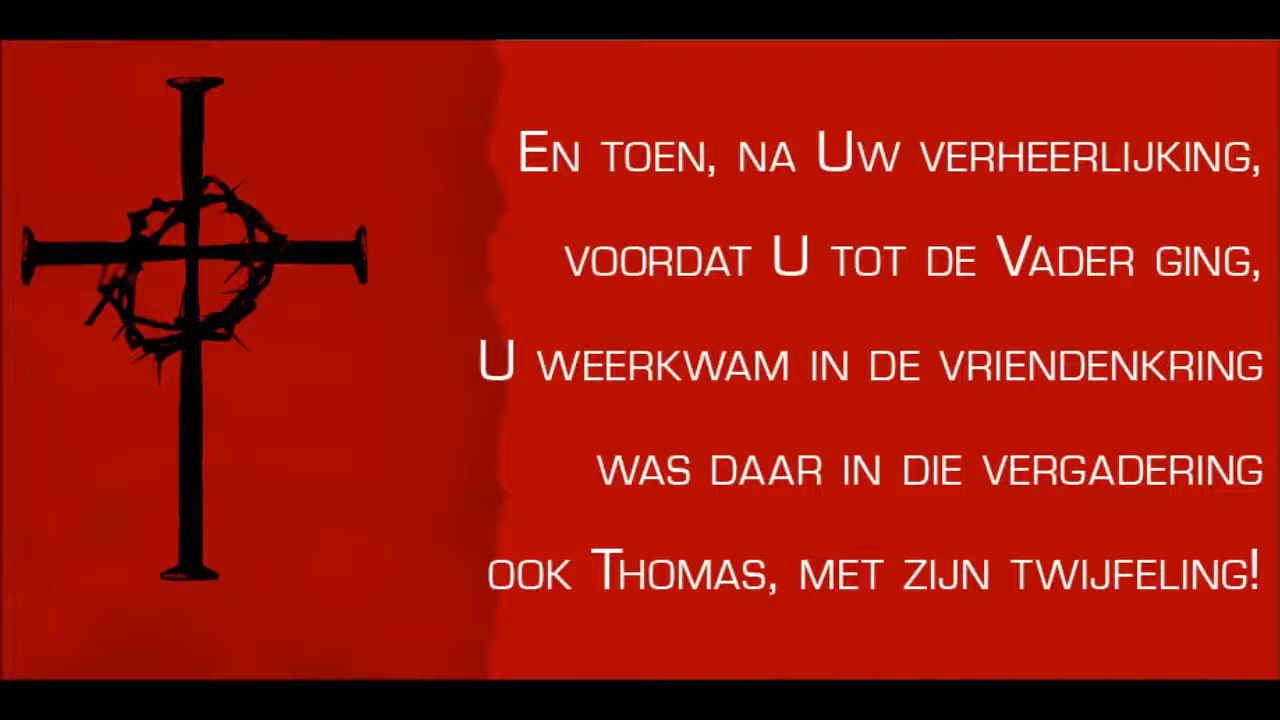 En toen, na Uw verheerlijking,
voordat U tot de Vader ging,
U weerkwam in de vriendenkring
was daar in die vergadering
ook Thomas, met zijn twijfeling!